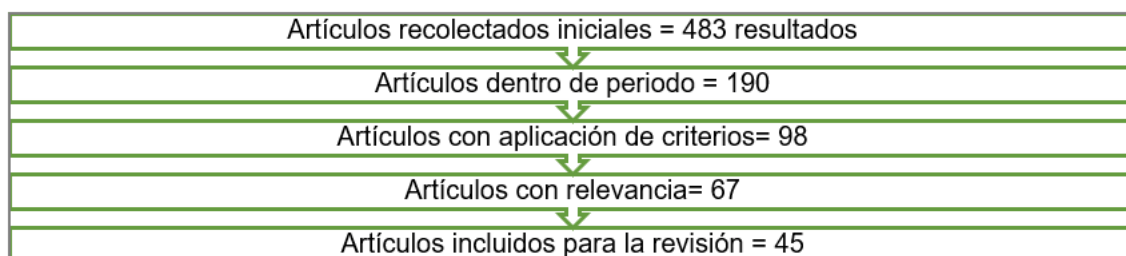 Artículos recolectados iniciales = 483 resultados
Artículos dentro de periodo = 190
Artículos con aplicación de criterios= 98
Artículos con relevancia= 67
Artículos incluidos para la revisión = 45